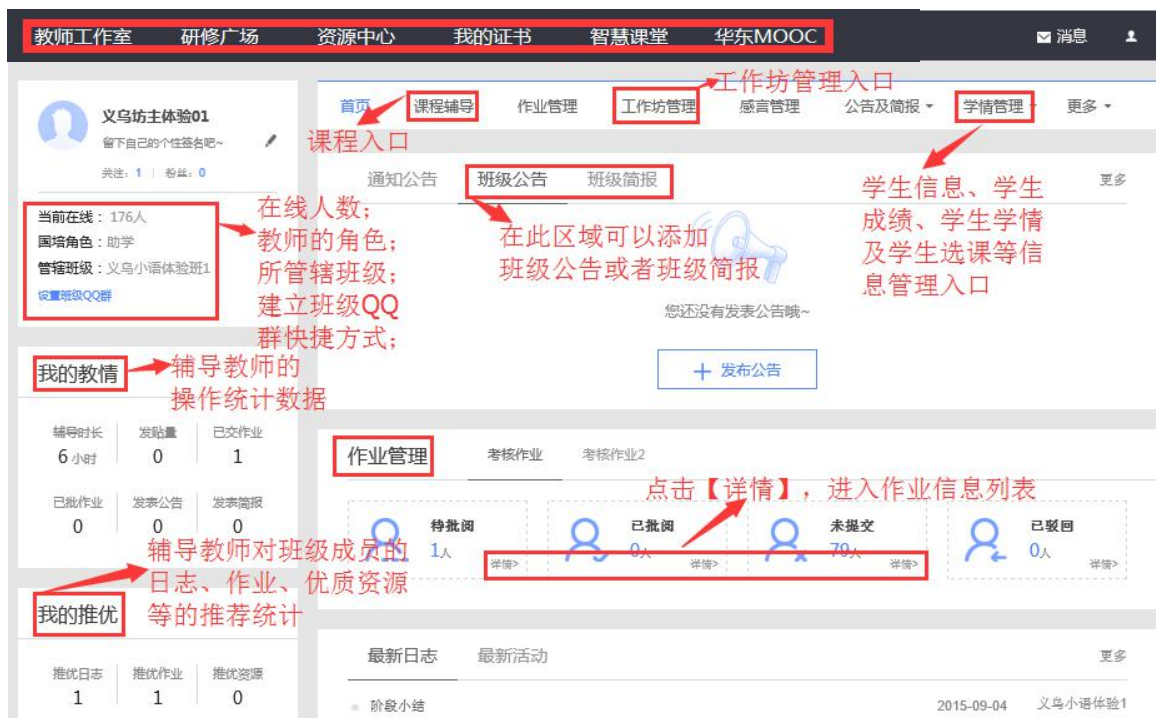 教师工作室 研修广场 资源中心 我的证书 智慧课堂 华东MOOC 消息
义乌坊主体验01
留下自己的个性签名吧~
关注: 1 | 粉丝: 0
当前在线：176人
国培角色：助学
管辖班级：义乌小语体验班1
设置班级QQ群
在线人数；
教师的角色；
所管辖班级；
建立班级QQ
群快捷方式；
我的教情
辅导教师的
操作统计数据
辅导时长 发贴量 已交作业
6 小时 0 1
已批作业 发表公告 发表简报
0 0 0
辅导教师对班级成员的
日志、作业、优质资源
等的推荐统计
我的推优
推优日志 推优作业 推优资源
1 1 0
工作坊管理入口
首页 课程辅导 作业管理 工作坊管理 感言管理 公告及简报 学情管理 更多
课程入口
通知公告 班级公告 班级简报 更多
在此区域可以添加
班级公告或者班级简报
学生信息、学生
成绩、学生学情
及学生选课等信
息管理入口
您还没有发表公告哦~
＋ 发布公告
作业管理 考核作业 考核作业2
点击【详情】，进入作业信息列表
待批阅 已批阅 未提交 已驳回
1人 0人 79人 0人
详情> 详情> 详情> 详情>
最新日志 最新活动 更多
阶段小结 2015-09-04 义乌小语体验1